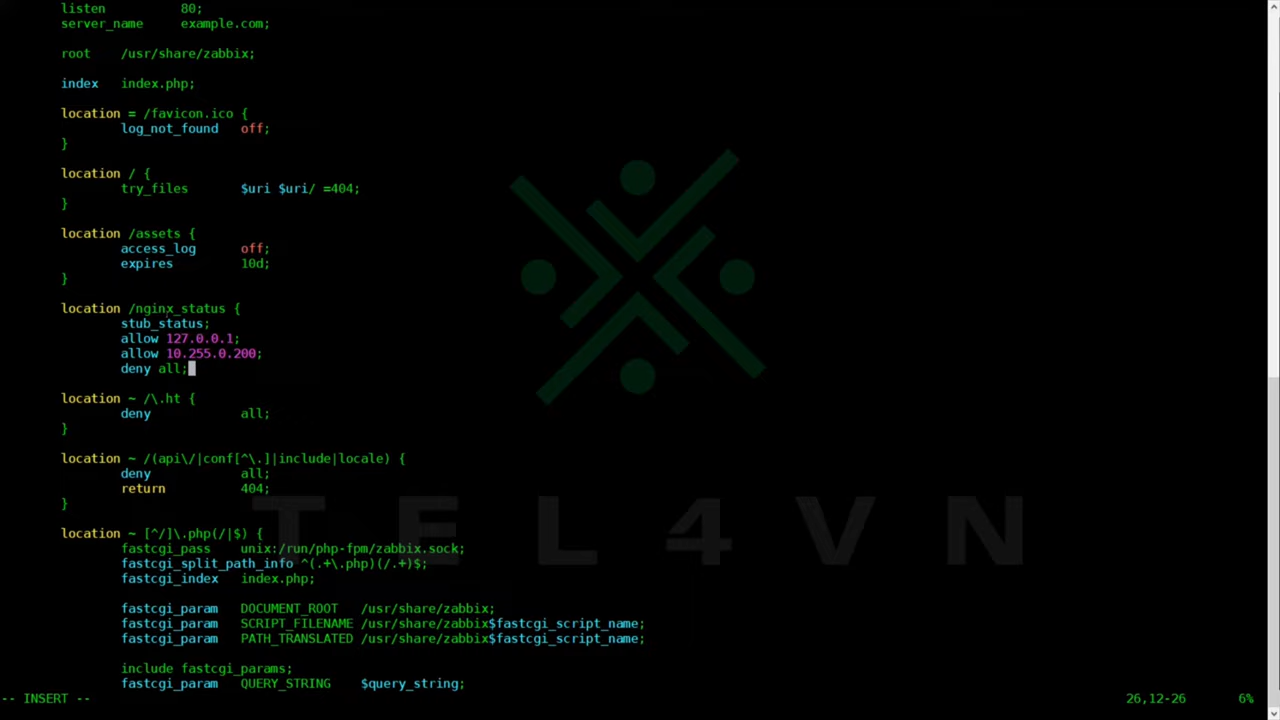 listen          80;
server_name     example.com;
root    /usr/share/zabbix;
index   index.php;
location = /favicon.ico {
log_not_found   off;
}
location / {
try_files       $uri $uri/ =404;
}
location /assets {
access_log      off;
expires         10d;
}
location /nginx_status {
stub_status;
allow 127.0.0.1;
allow 10.255.0.200;
deny all;
location ~ /\.ht {
deny            all;
}
location ~ /(api\/|conf[^\.]|include|locale) {
deny            all;
return          404;
}
TEL4VN
location ~ [^/]\.php(/|$) {
fastcgi_pass    unix:/run/php-fpm/zabbix.sock;
fastcgi_split_path_info ^(.+\.php)(/.+)$;
fastcgi_index   index.php;
fastcgi_param   DOCUMENT_ROOT   /usr/share/zabbix;
fastcgi_param   SCRIPT_FILENAME /usr/share/zabbix$fastcgi_script_name;
fastcgi_param   PATH_TRANSLATED /usr/share/zabbix$fastcgi_script_name;
include fastcgi_params;
fastcgi_param   QUERY_STRING    $query_string;
-- INSERT --                    26,12-26       6%